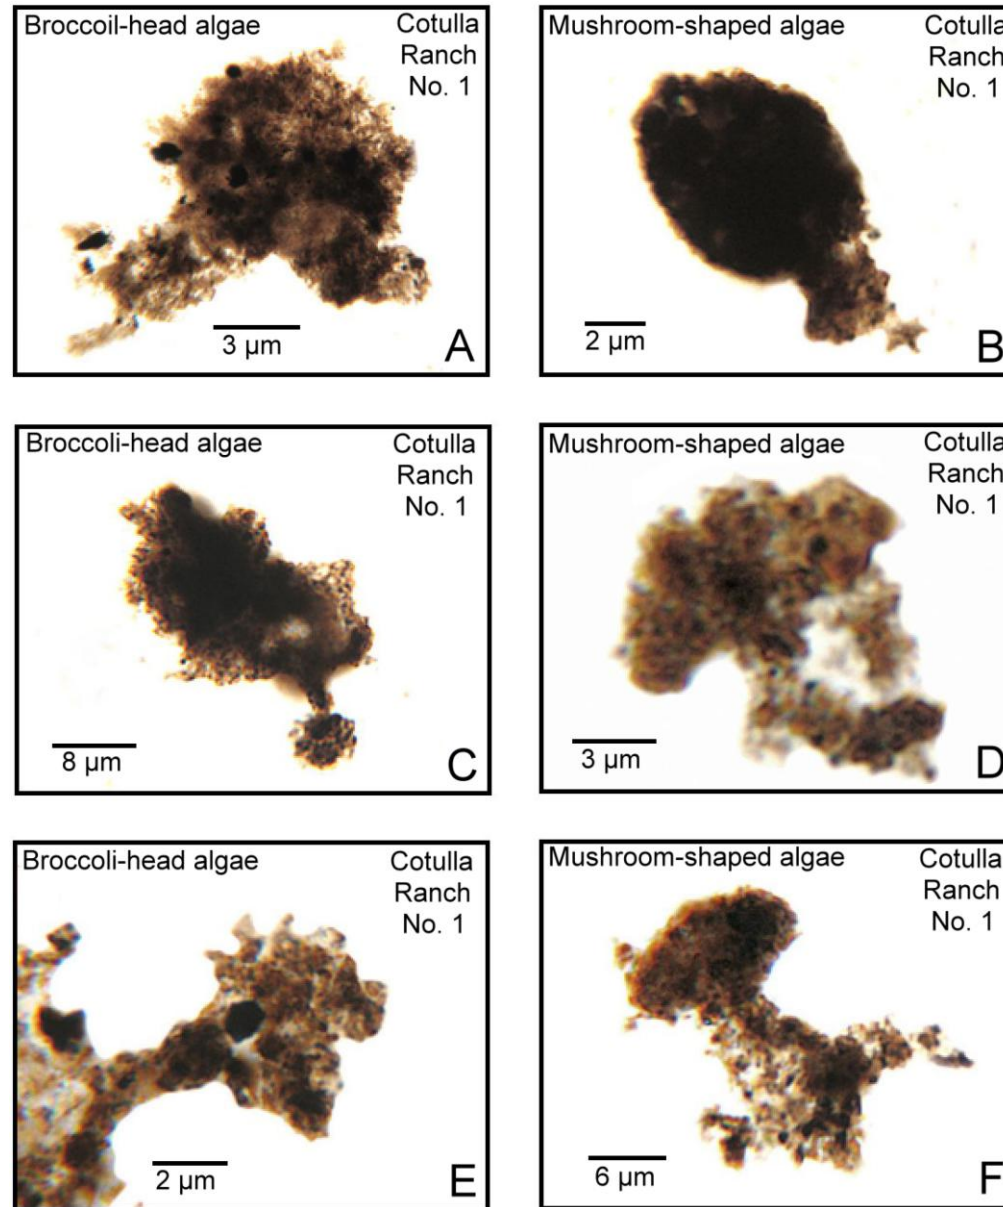 Broccoil-head algae
Cotulla
Ranch
No. 1
3 µm
A
Mushroom-shaped algae
Cotulla
Ranch
No. 1
2 µm
B
Broccoli-head algae
Cotulla
Ranch
No. 1
8 µm
C
Mushroom-shaped algae
Cotulla
Ranch
No. 1
3 µm
D
Broccoli-head algae
Cotulla
Ranch
No. 1
2 µm
E
Mushroom-shaped algae
Cotulla
Ranch
No. 1
6 µm
F